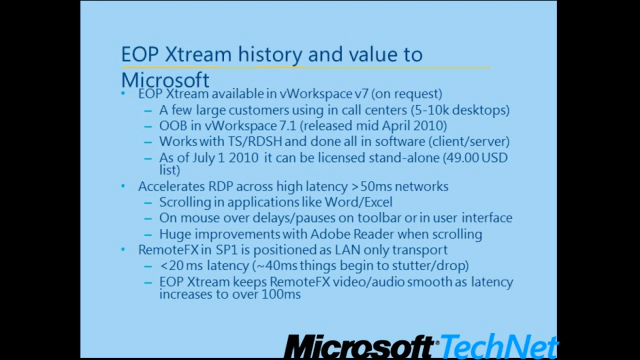 EOP Xtream history and value to
Microsoft
• EOP Xtream available in vWorkspace v7 (on request)
– A few large customers using in call centers (5-10k desktops)
– OOB in vWorkspace 7.1 (released mid April 2010)
– Works with TS/RDSH and done all in software (client/server)
– As of July 1 2010 it can be licensed stand-alone (49.00 USD
list)
• Accelerates RDP across high latency >50ms networks
– Scrolling in applications like Word/Excel
– On mouse over delays/pauses on toolbar or in user interface
– Huge improvements with Adobe Reader when scrolling
• RemoteFX in SP1 is positioned as LAN only transport
– <20 ms latency (~40ms things begin to stutter/drop)
– EOP Xtream keeps RemoteFX video/audio smooth as latency
increases to over 100ms
Microsoft® TechNet